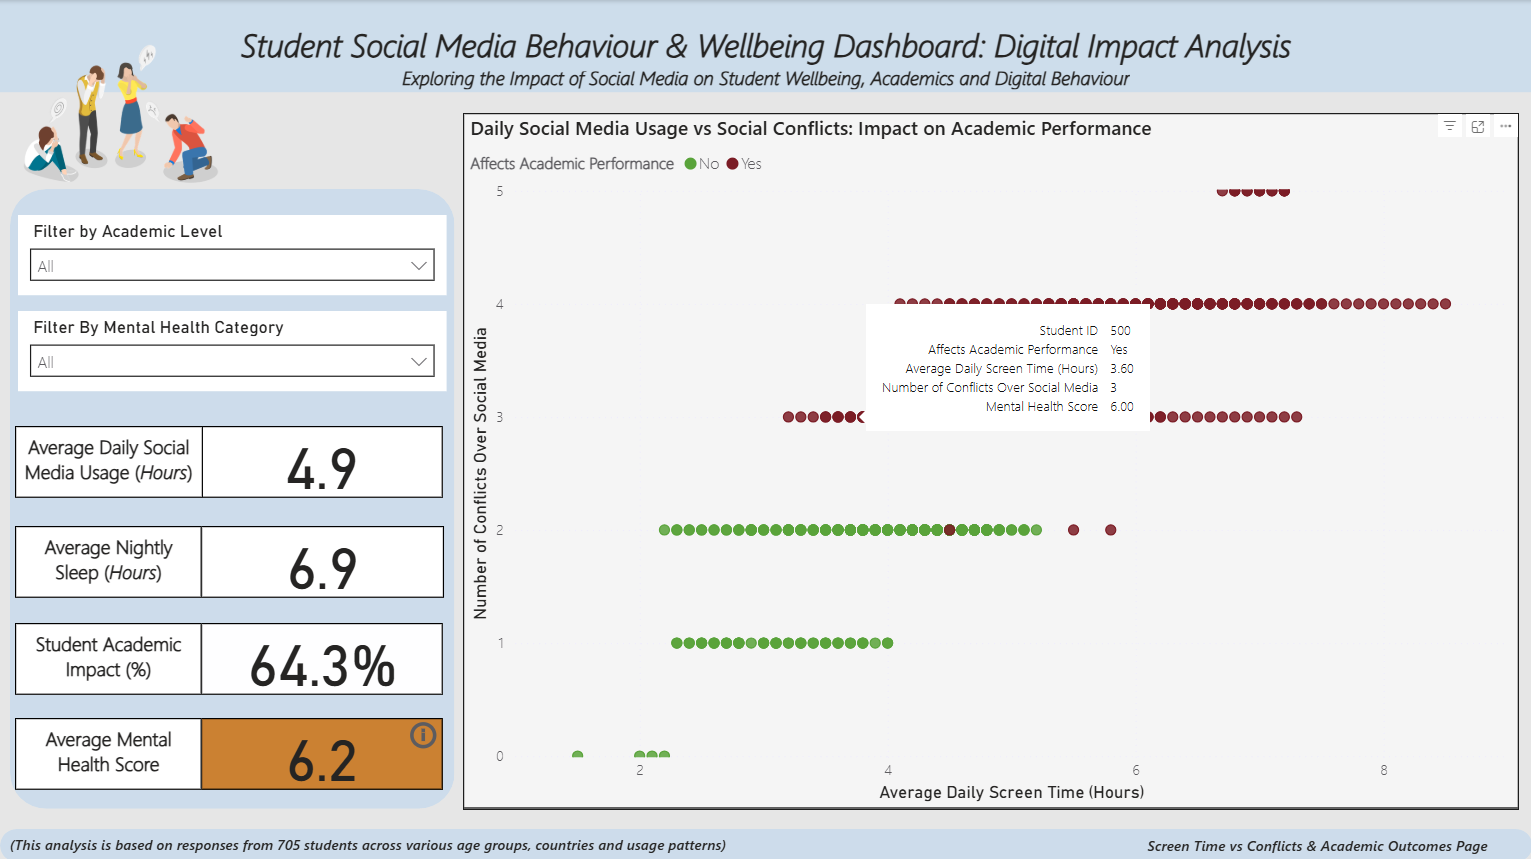 Student Social Media Behaviour & Wellbeing Dashboard: Digital Impact Analysis
Exploring the Impact of Social Media on Student Wellbeing, Academics and Digital Behaviour
Filter by Academic Level
All
Filter By Mental Health Category
All
Average Daily Social
Media Usage (Hours)
4.9
Average Nightly
Sleep (Hours)
6.9
Student Academic
Impact (%)
64.3%
Average Mental
Health Score
6.2
Daily Social Media Usage vs Social Conflicts: Impact on Academic Performance
Affects Academic Performance No Yes
Number of Conflicts Over Social Media
5
4
3
2
1
0
Student ID 500
Affects Academic Performance Yes
Average Daily Screen Time (Hours) 3.60
Number of Conflicts Over Social Media 3
Mental Health Score 6.00
2 4 6 8
Average Daily Screen Time (Hours)
(This analysis is based on responses from 705 students across various age groups, countries and usage patterns)
Screen Time vs Conflicts & Academic Outcomes Page